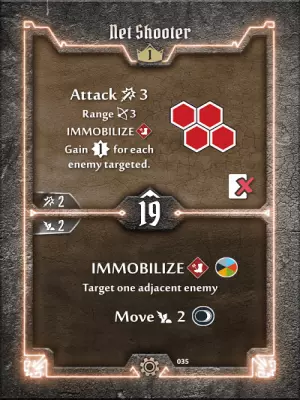 Net Shooter
1
Attack 3
Range 3
IMMOBILIZE
Gain 1 for each
enemy targeted.
2
19
2
IMMOBILIZE
Target one adjacent enemy
Move 2
035